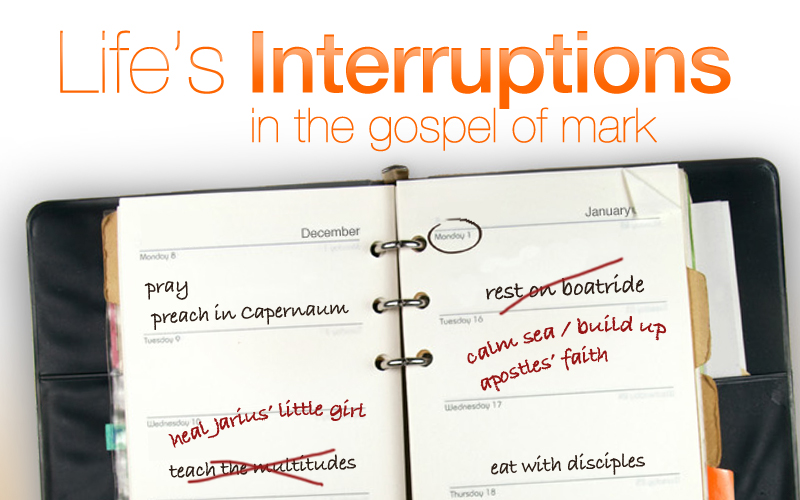 Life's Interruptions
in the gospel of mark
December
Monday 8
pray
preach in Capernaum
Tuesday 9
Wednesday 10
heal Jarius' little girl
teach the multitudes
January
Monday 1
rest on boatride
Tuesday 16
calm sea / build up
apostles' faith
Wednesday 17
eat with disciples
Thursday 18